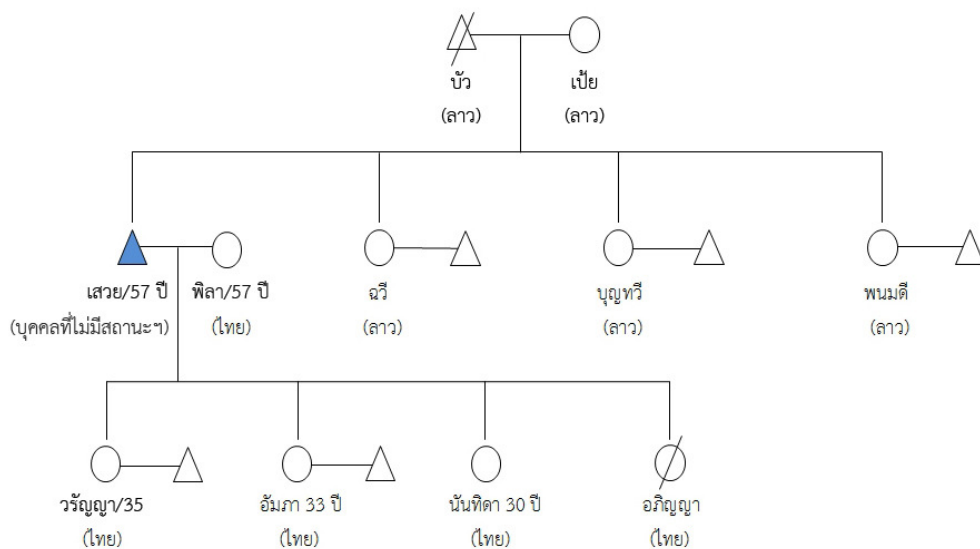 บัว
เป้ย
(ลาว)
(ลาว)
เสวย/57 ปี
พิลา/57 ปี
ฉวี
บุญทวี
พนมดี
(บุคคลที่ไม่มีสถานะฯ)
(ไทย)
(ลาว)
(ลาว)
(ลาว)
วรัญญา/35
อัมภา 33 ปี
นันทิดา 30 ปี
อภิญญา
(ไทย)
(ไทย)
(ไทย)
(ไทย)